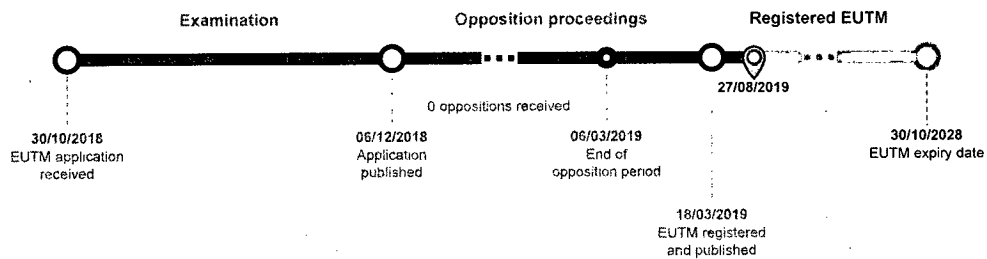 Examination
Opposition proceedings
Registered EUTM
27/08/2019
0 oppositions received
30/10/2018
EUTM application
received
06/12/2018
Application
published
06/03/2019
End of
opposition period
30/10/2028
EUTM expiry date
18/03/2019
EUTM registered
and published